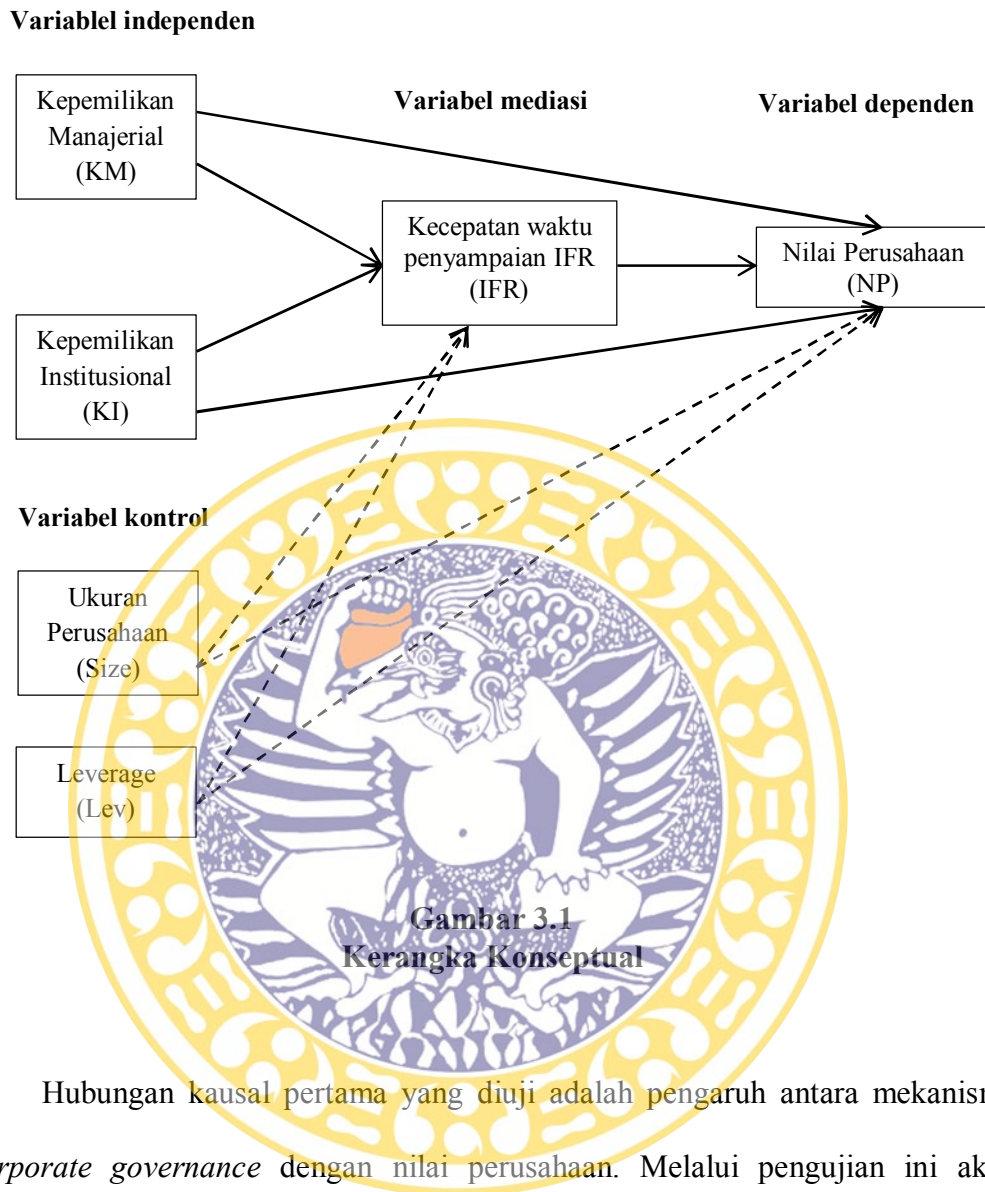 Variablel independen
Kepemilikan
Manajerial
(KM)
Variabel mediasi
Variabel dependen
Kecepatan waktu
penyampaian IFR
(IFR)
Nilai Perusahaan
(NP)
Kepemilikan
Institusional
(KI)
Variabel kontrol
Ukuran
Perusahaan
(Size)
Leverage
(Lev)
Gambar 3.1
Kerangka Konseptual
Hubungan kausal pertama yang diuji adalah pengaruh antara mekanism
rporate governance dengan nilai perusahaan. Melalui pengujian ini ak